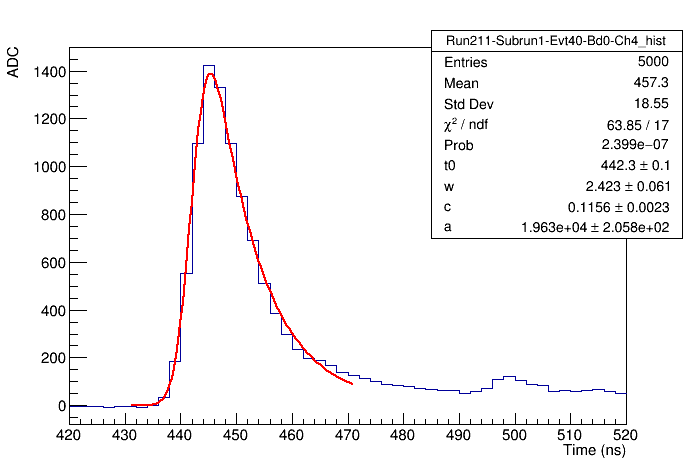 Run211-Subrun1-Evt40-Bd0-Ch4_hist
Entries 5000
Mean 457.3
Std Dev 18.55
χ² / ndf 63.85 / 17
Prob 2.399e−07
t0 442.3 ± 0.1
w 2.423 ± 0.061
c 0.1156 ± 0.0023
a 1.963e+04 ± 2.058e+02
ADC
1400
1200
1000
800
600
400
200
0
420 430 440 450 460 470 480 490 500 510 520
Time (ns)